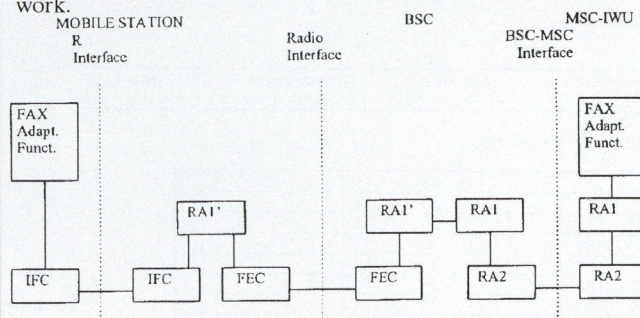 work.
MOBILE STATION
BSC
MSC-IWU
R
Interface
Radio
Interface
BSC-MSC
Interface
FAX
Adapt.
Funct.
FAX
Adapt.
Funct.
RA1'
RA1'
RA1
RA1
IFC
IFC
FEC
FEC
RA2
RA2